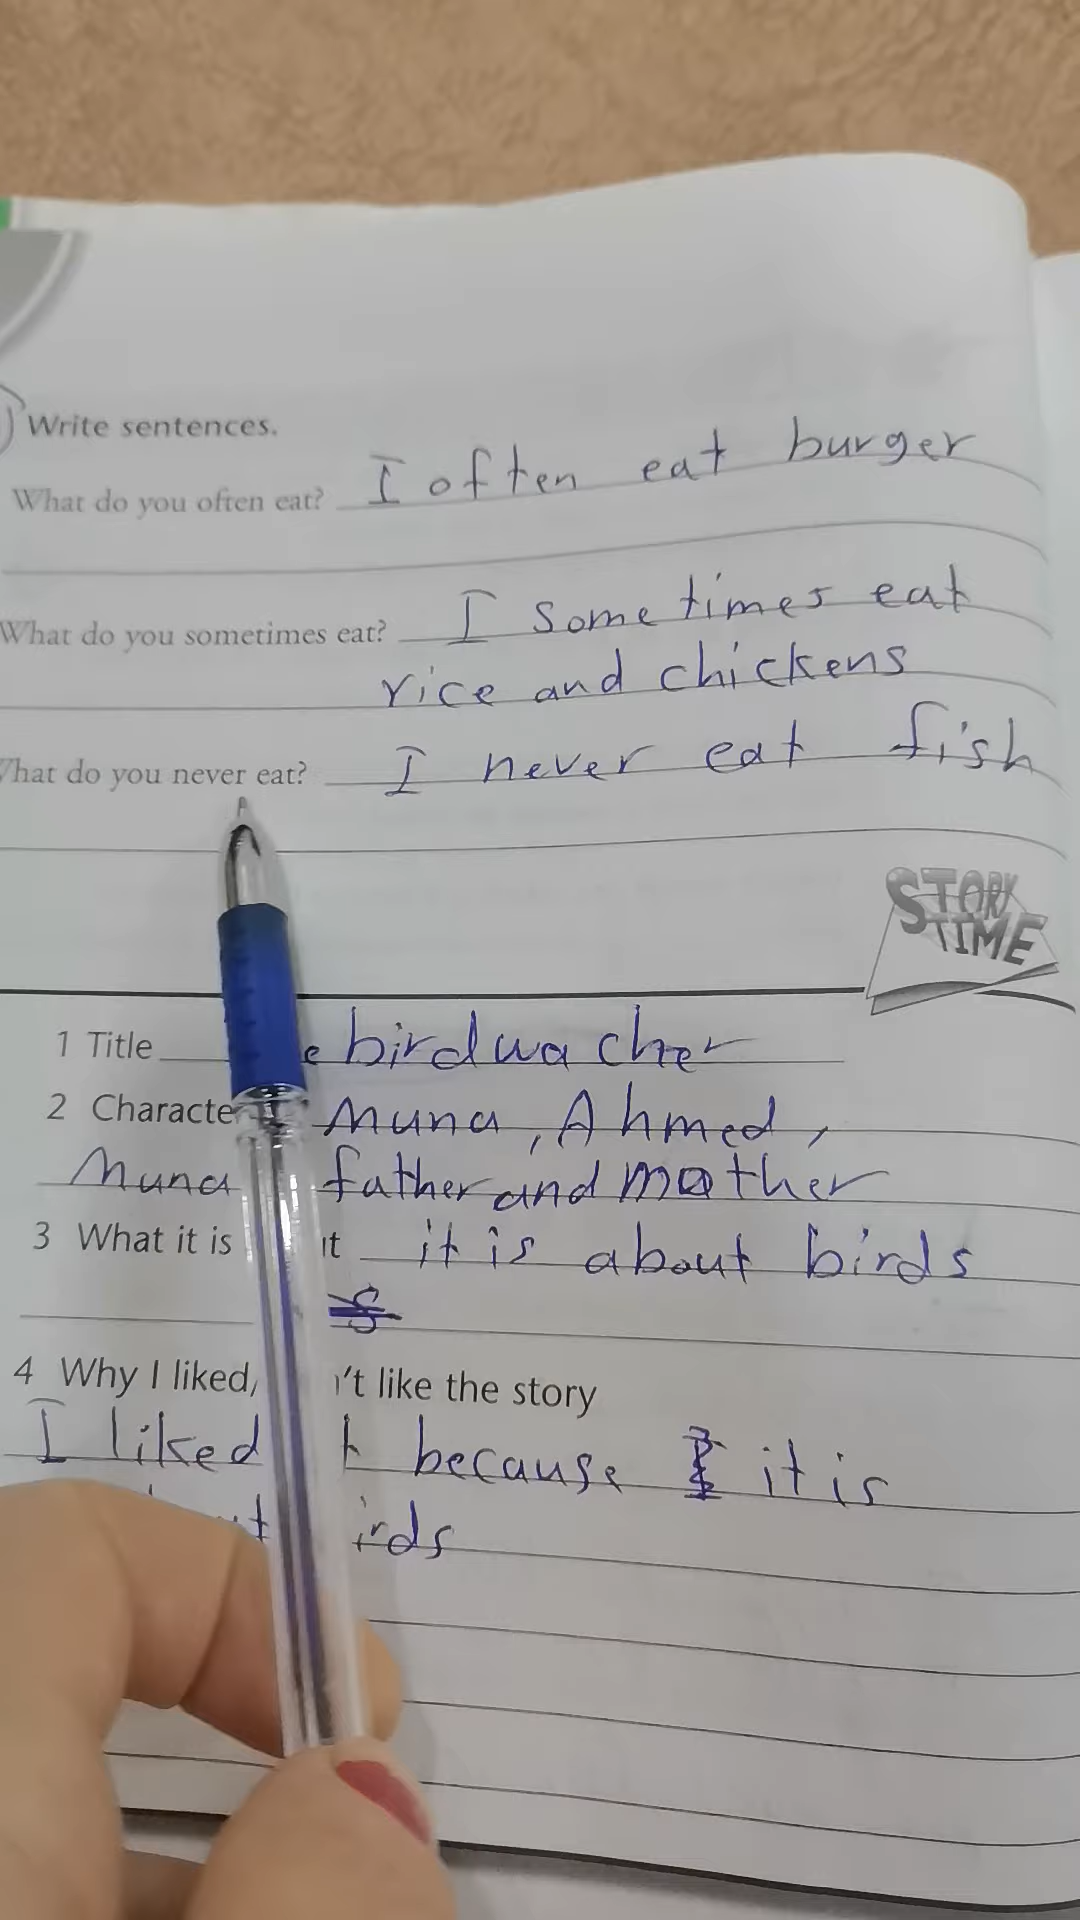 Write sentences.
What do you often eat? I often eat burger
What do you sometimes eat? I sometimes eat
rice and chickens
What do you never eat? I never eat fish
STORY
TIME
1 Title birdwacher
2 Characte Muna, Ahmed,
Muna father and mother
3 What it is it is about birds
4 Why I liked, 't like the story
I liked because it is
irds